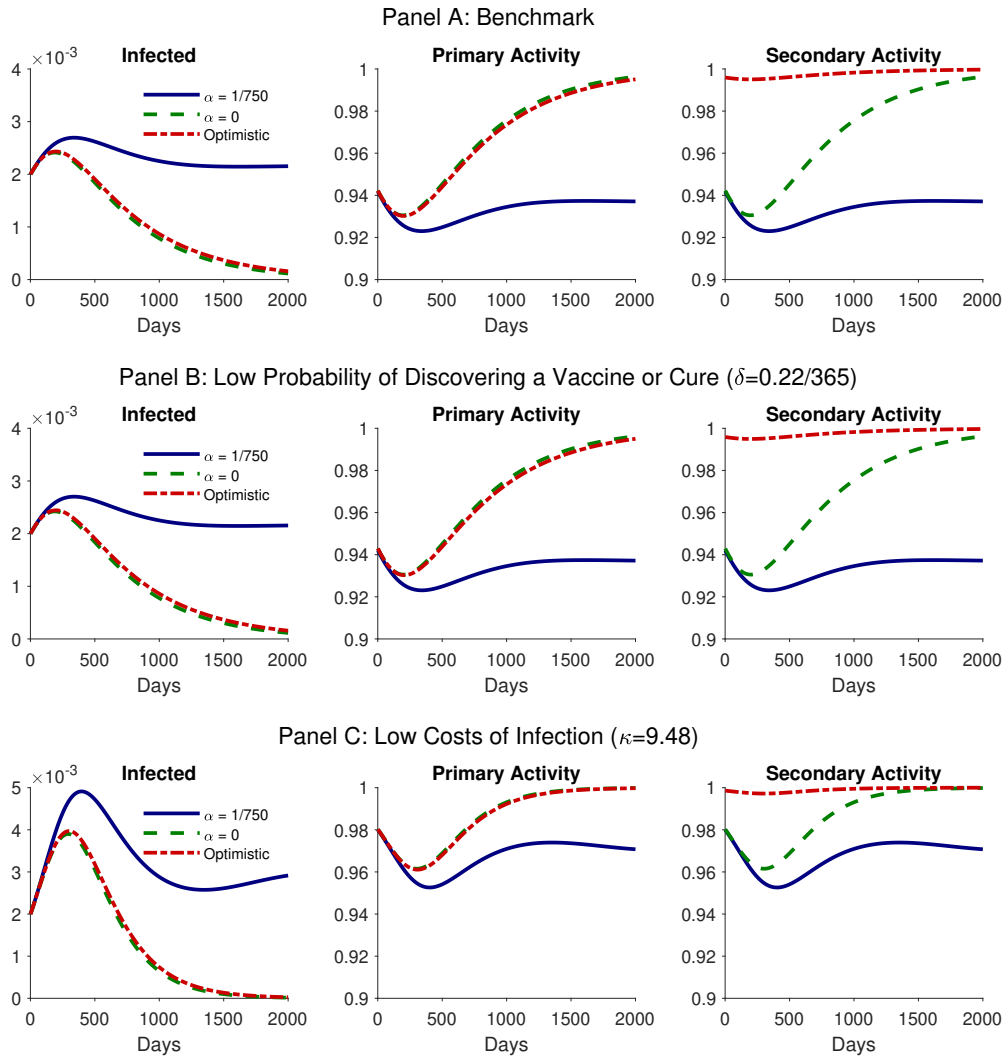 Panel A: Benchmark
Infected
Primary Activity
Secondary Activity
×10⁻³
4
3
2
1
0
α = 1/750
α = 0
Optimistic
0 500 1000 1500 2000
Days
1
0.98
0.96
0.94
0.92
0.9
0 500 1000 1500 2000
Days
1
0.98
0.96
0.94
0.92
0.9
0 500 1000 1500 2000
Days
Panel B: Low Probability of Discovering a Vaccine or Cure (δ=0.22/365)
Infected
Primary Activity
Secondary Activity
×10⁻³
4
3
2
1
0
α = 1/750
α = 0
Optimistic
0 500 1000 1500 2000
Days
1
0.98
0.96
0.94
0.92
0.9
0 500 1000 1500 2000
Days
1
0.98
0.96
0.94
0.92
0.9
0 500 1000 1500 2000
Days
Panel C: Low Costs of Infection (κ=9.48)
Infected
Primary Activity
Secondary Activity
×10⁻³
5
4
3
2
1
0
α = 1/750
α = 0
Optimistic
0 500 1000 1500 2000
Days
1
0.98
0.96
0.94
0.92
0.9
0 500 1000 1500 2000
Days
1
0.98
0.96
0.94
0.92
0.9
0 500 1000 1500 2000
Days